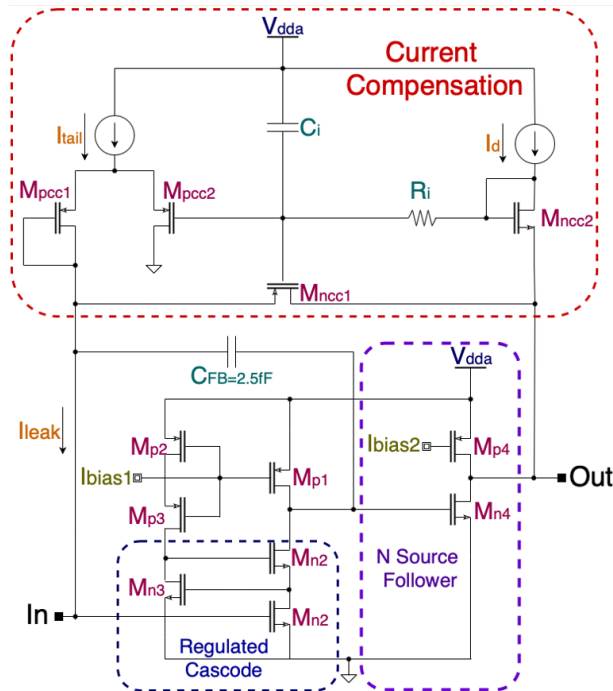 Vdda
Current
Compensation
Itail
Ci
Id
Mpcc1
Mpcc2
Ri
Mncc2
Mncc1
CFB=2.5fF
Vdda
Ileak
Mp2
Ibias2
Mp4
Ibias1
Mp1
Out
Mp3
Mn4
Mn2
N Source
Follower
Mn3
In
Mn2
Regulated
Cascode